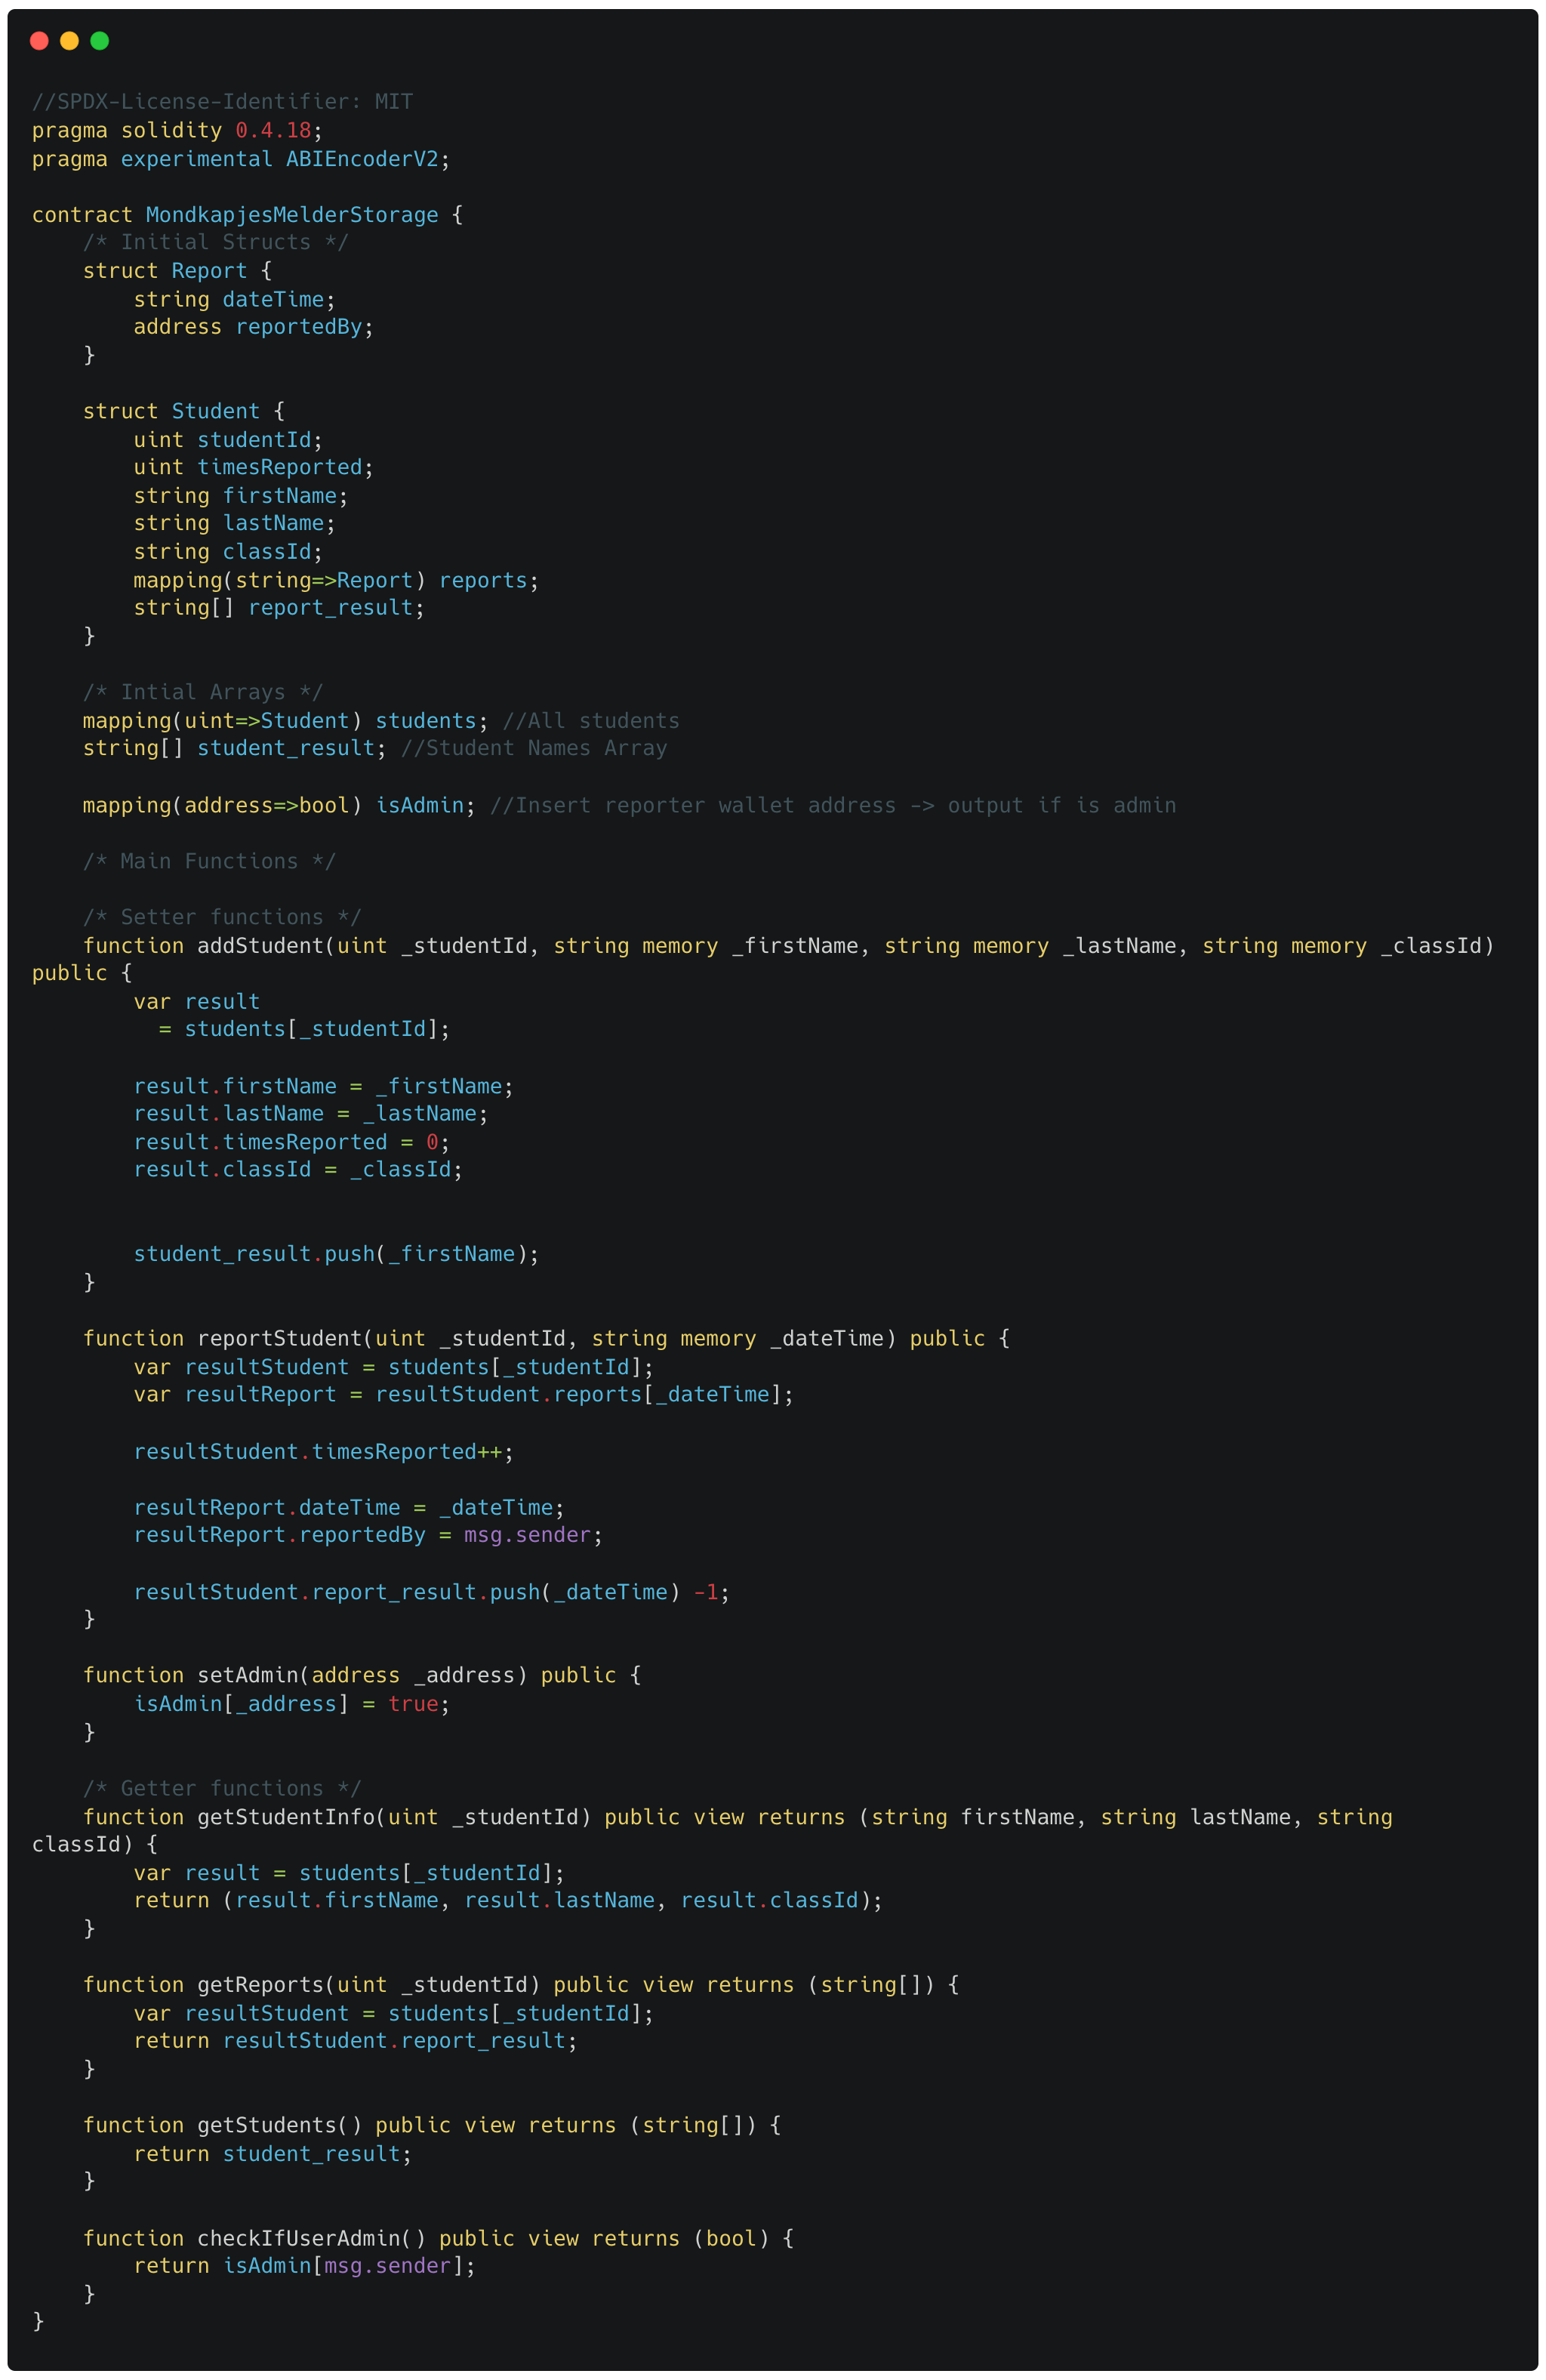 //SPDX-License-Identifier: MIT
pragma solidity 0.4.18;
pragma experimental ABIEncoderV2;

contract MondkapjesMelderStorage {
    /* Initial Structs */
    struct Report {
        string dateTime;
        address reportedBy;
    }

    struct Student {
        uint studentId;
        uint timesReported;
        string firstName;
        string lastName;
        string classId;
        mapping(string=>Report) reports;
        string[] report_result;
    }

    /* Intial Arrays */
    mapping(uint=>Student) students; //All students
    string[] student_result; //Student Names Array

    mapping(address=>bool) isAdmin; //Insert reporter wallet address -> output if is admin

    /* Main Functions */

    /* Setter functions */
    function addStudent(uint _studentId, string memory _firstName, string memory _lastName, string memory _classId)
public {
        var result
          = students[_studentId];

        result.firstName = _firstName;
        result.lastName = _lastName;
        result.timesReported = 0;
        result.classId = _classId;


        student_result.push(_firstName);
    }

    function reportStudent(uint _studentId, string memory _dateTime) public {
        var resultStudent = students[_studentId];
        var resultReport = resultStudent.reports[_dateTime];

        resultStudent.timesReported++;

        resultReport.dateTime = _dateTime;
        resultReport.reportedBy = msg.sender;

        resultStudent.report_result.push(_dateTime) -1;
    }

    function setAdmin(address _address) public {
        isAdmin[_address] = true;
    }

    /* Getter functions */
    function getStudentInfo(uint _studentId) public view returns (string firstName, string lastName, string
classId) {
        var result = students[_studentId];
        return (result.firstName, result.lastName, result.classId);
    }

    function getReports(uint _studentId) public view returns (string[]) {
        var resultStudent = students[_studentId];
        return resultStudent.report_result;
    }

    function getStudents() public view returns (string[]) {
        return student_result;
    }

    function checkIfUserAdmin() public view returns (bool) {
        return isAdmin[msg.sender];
    }
}